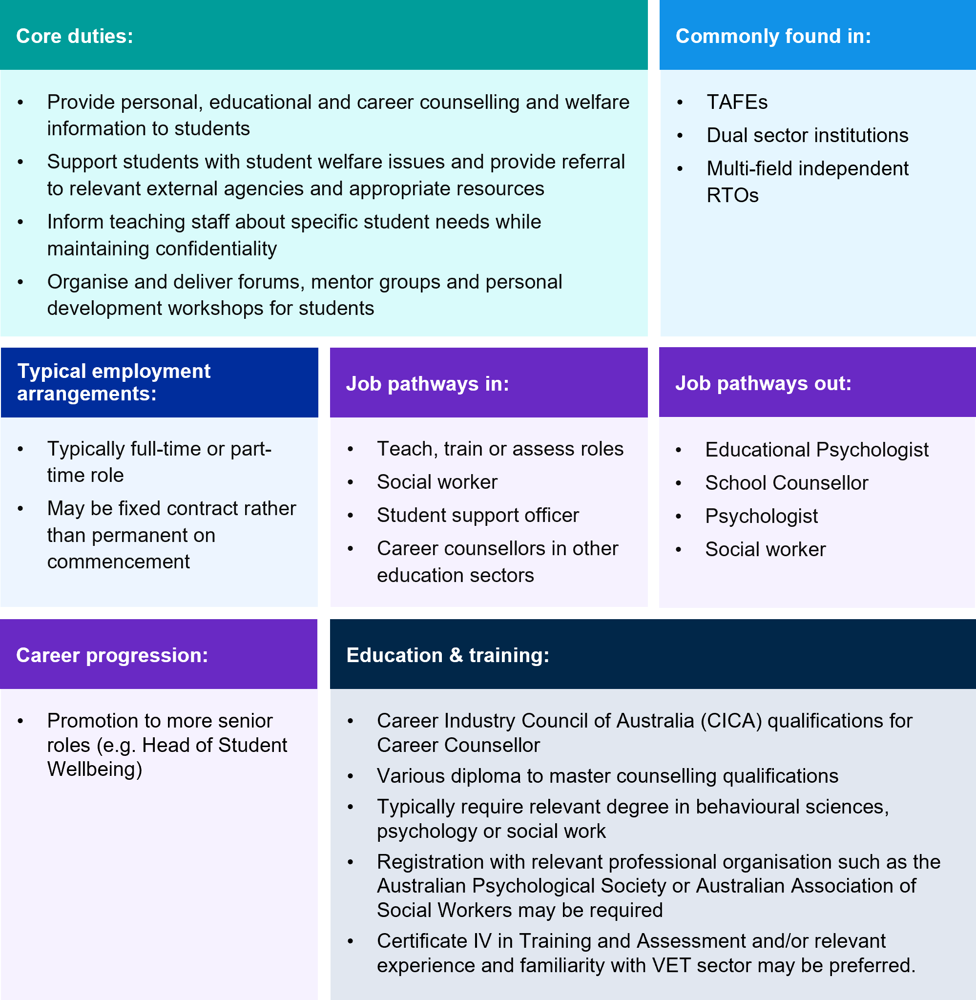 Core duties:
• Provide personal, educational and career counselling and welfare
information to students
• Support students with student welfare issues and provide referral
to relevant external agencies and appropriate resources
• Inform teaching staff about specific student needs while
maintaining confidentiality
• Organise and deliver forums, mentor groups and personal
development workshops for students
Commonly found in:
• TAFEs
• Dual sector institutions
• Multi-field independent
RTOs
Typical employment
arrangements:
• Typically full-time or part-
time role
• May be fixed contract rather
than permanent on
commencement
Job pathways in:
• Teach, train or assess roles
• Social worker
• Student support officer
• Career counsellors in other
education sectors
Job pathways out:
• Educational Psychologist
• School Counsellor
• Psychologist
• Social worker
Career progression:
• Promotion to more senior
roles (e.g. Head of Student
Wellbeing)
Education & training:
• Career Industry Council of Australia (CICA) qualifications for
Career Counsellor
• Various diploma to master counselling qualifications
• Typically require relevant degree in behavioural sciences,
psychology or social work
• Registration with relevant professional organisation such as the
Australian Psychological Society or Australian Association of
Social Workers may be required
• Certificate IV in Training and Assessment and/or relevant
experience and familiarity with VET sector may be preferred.